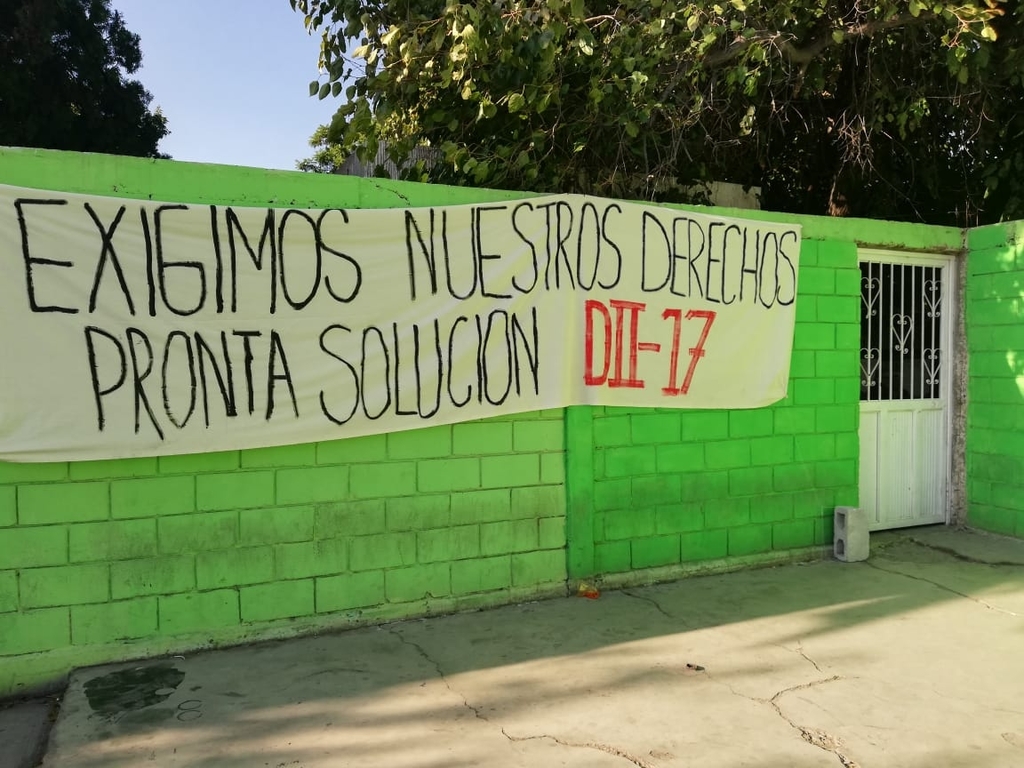 EXIGIMOS NUESTROS DERECHOS
PRONTA SOLUCION DII-17